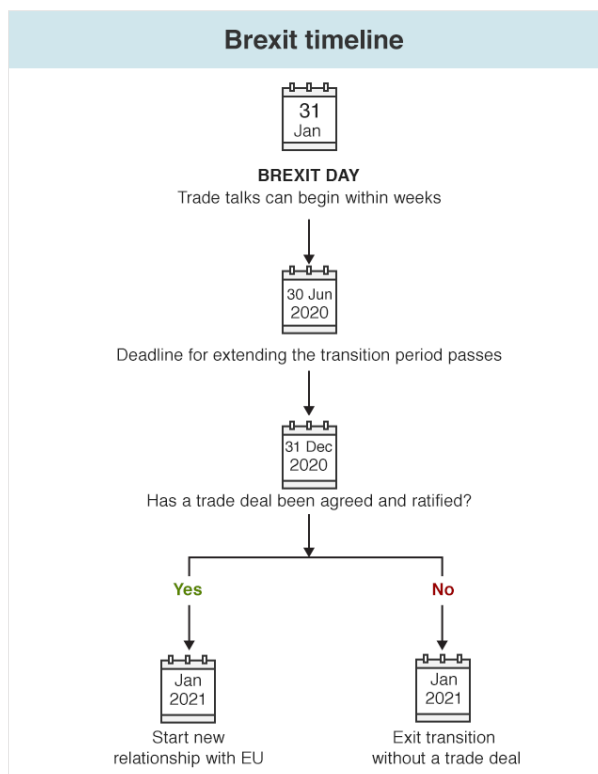 Brexit timeline
31
Jan
BREXIT DAY
Trade talks can begin within weeks
30 Jun
2020
Deadline for extending the transition period passes
31 Dec
2020
Has a trade deal been agreed and ratified?
Yes
No
Jan
2021
Start new
relationship with EU
Jan
2021
Exit transition
without a trade deal